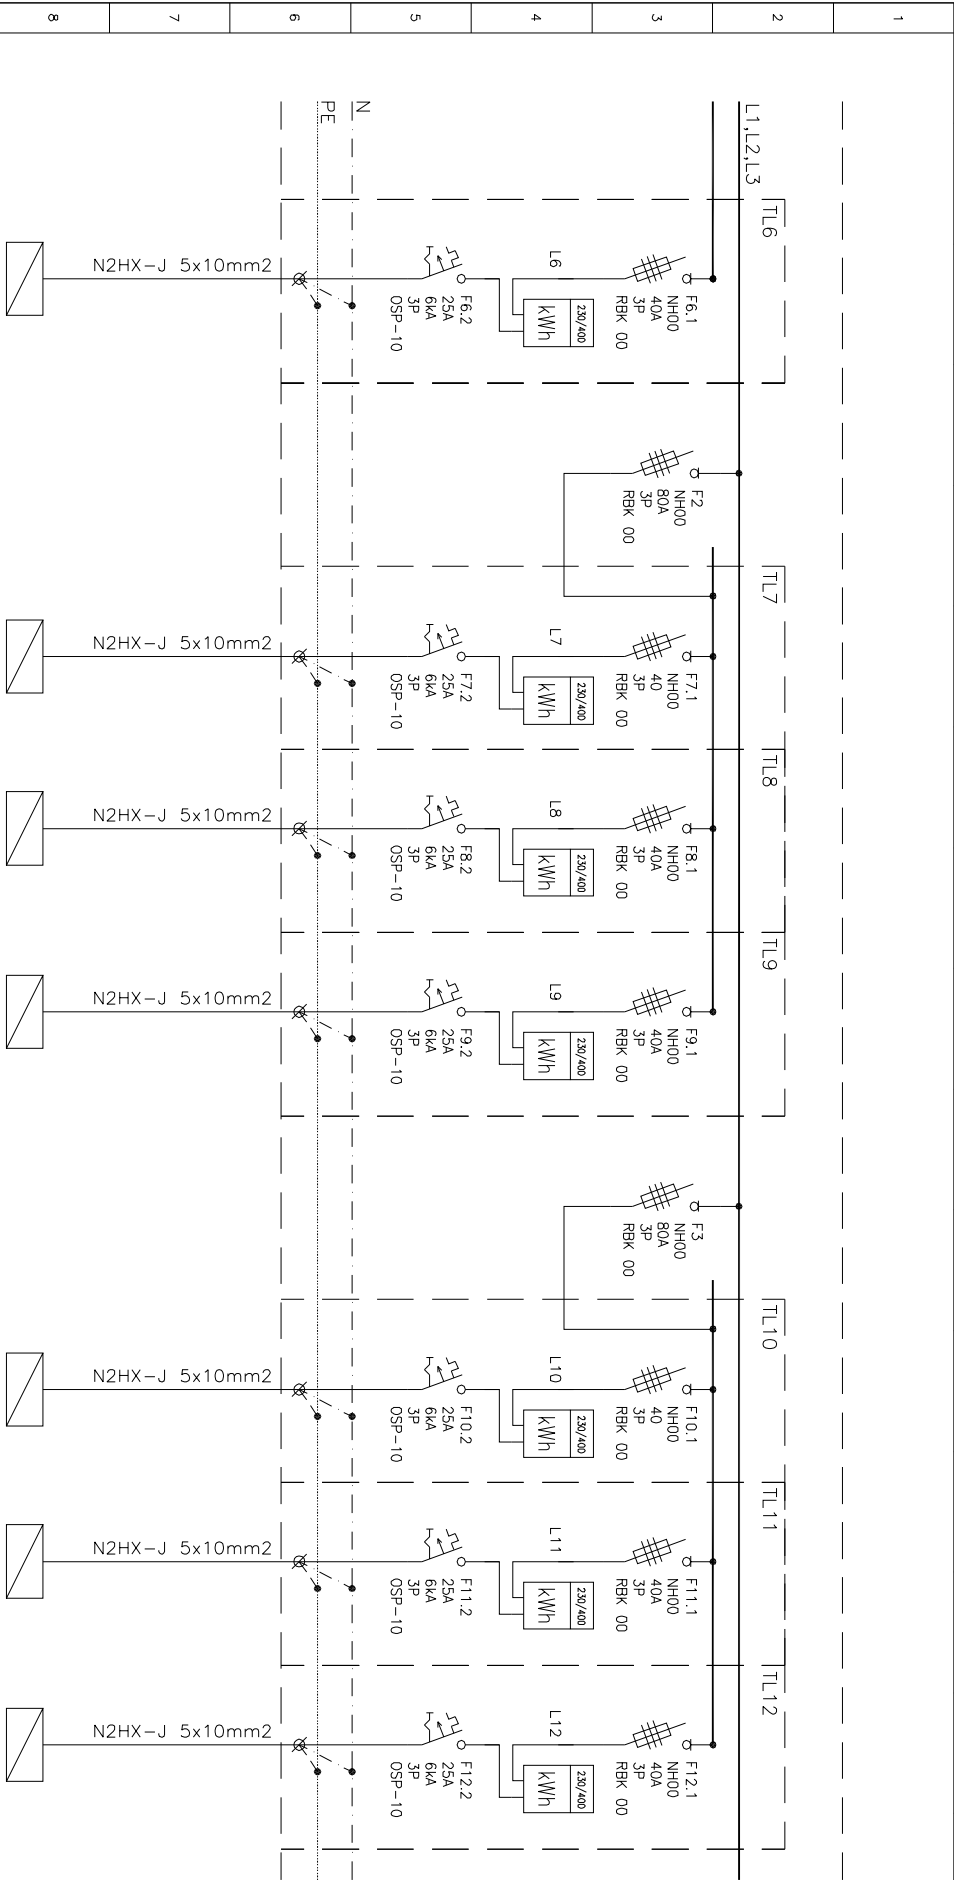 1
2
3
4
5
6
7
8
L1,L2,L3
N
PE
TL6
F6.1
NH00
40A
3P
RBK 00
L6
230/400
kWh
F6.2
25A
6kA
3P
OSP-10
N2HX-J 5x10mm2
F2
NH00
80A
3P
RBK 00
TL7
F7.1
NH00
40
3P
RBK 00
L7
230/400
kWh
F7.2
25A
6kA
3P
OSP-10
N2HX-J 5x10mm2
TL8
F8.1
NH00
40A
3P
RBK 00
L8
230/400
kWh
F8.2
25A
6kA
3P
OSP-10
N2HX-J 5x10mm2
TL9
F9.1
NH00
40A
3P
RBK 00
L9
230/400
kWh
F9.2
25A
6kA
3P
OSP-10
N2HX-J 5x10mm2
F3
NH00
80A
3P
RBK 00
TL10
F10.1
NH00
40
3P
RBK 00
L10
230/400
kWh
F10.2
25A
6kA
3P
OSP-10
N2HX-J 5x10mm2
TL11
F11.1
NH00
40A
3P
RBK 00
L11
230/400
kWh
F11.2
25A
6kA
3P
OSP-10
N2HX-J 5x10mm2
TL12
F12.1
NH00
40A
3P
RBK 00
L12
230/400
kWh
F12.2
25A
6kA
3P
OSP-10
N2HX-J 5x10mm2